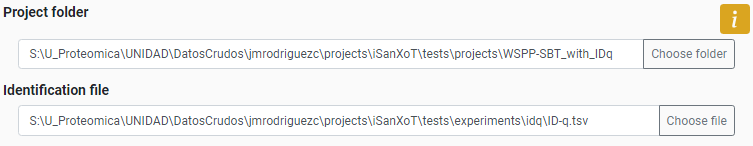 Project folder
i
S:\U_Proteomica\UNIDAD\DatosCrudos\jmrodriguezc\projects\iSanXoT\tests\projects\WSPP-SBT_with_IDq
Choose folder
Identification file
S:\U_Proteomica\UNIDAD\DatosCrudos\jmrodriguezc\projects\iSanXoT\tests\experiments\idq\ID-q.tsv
Choose file